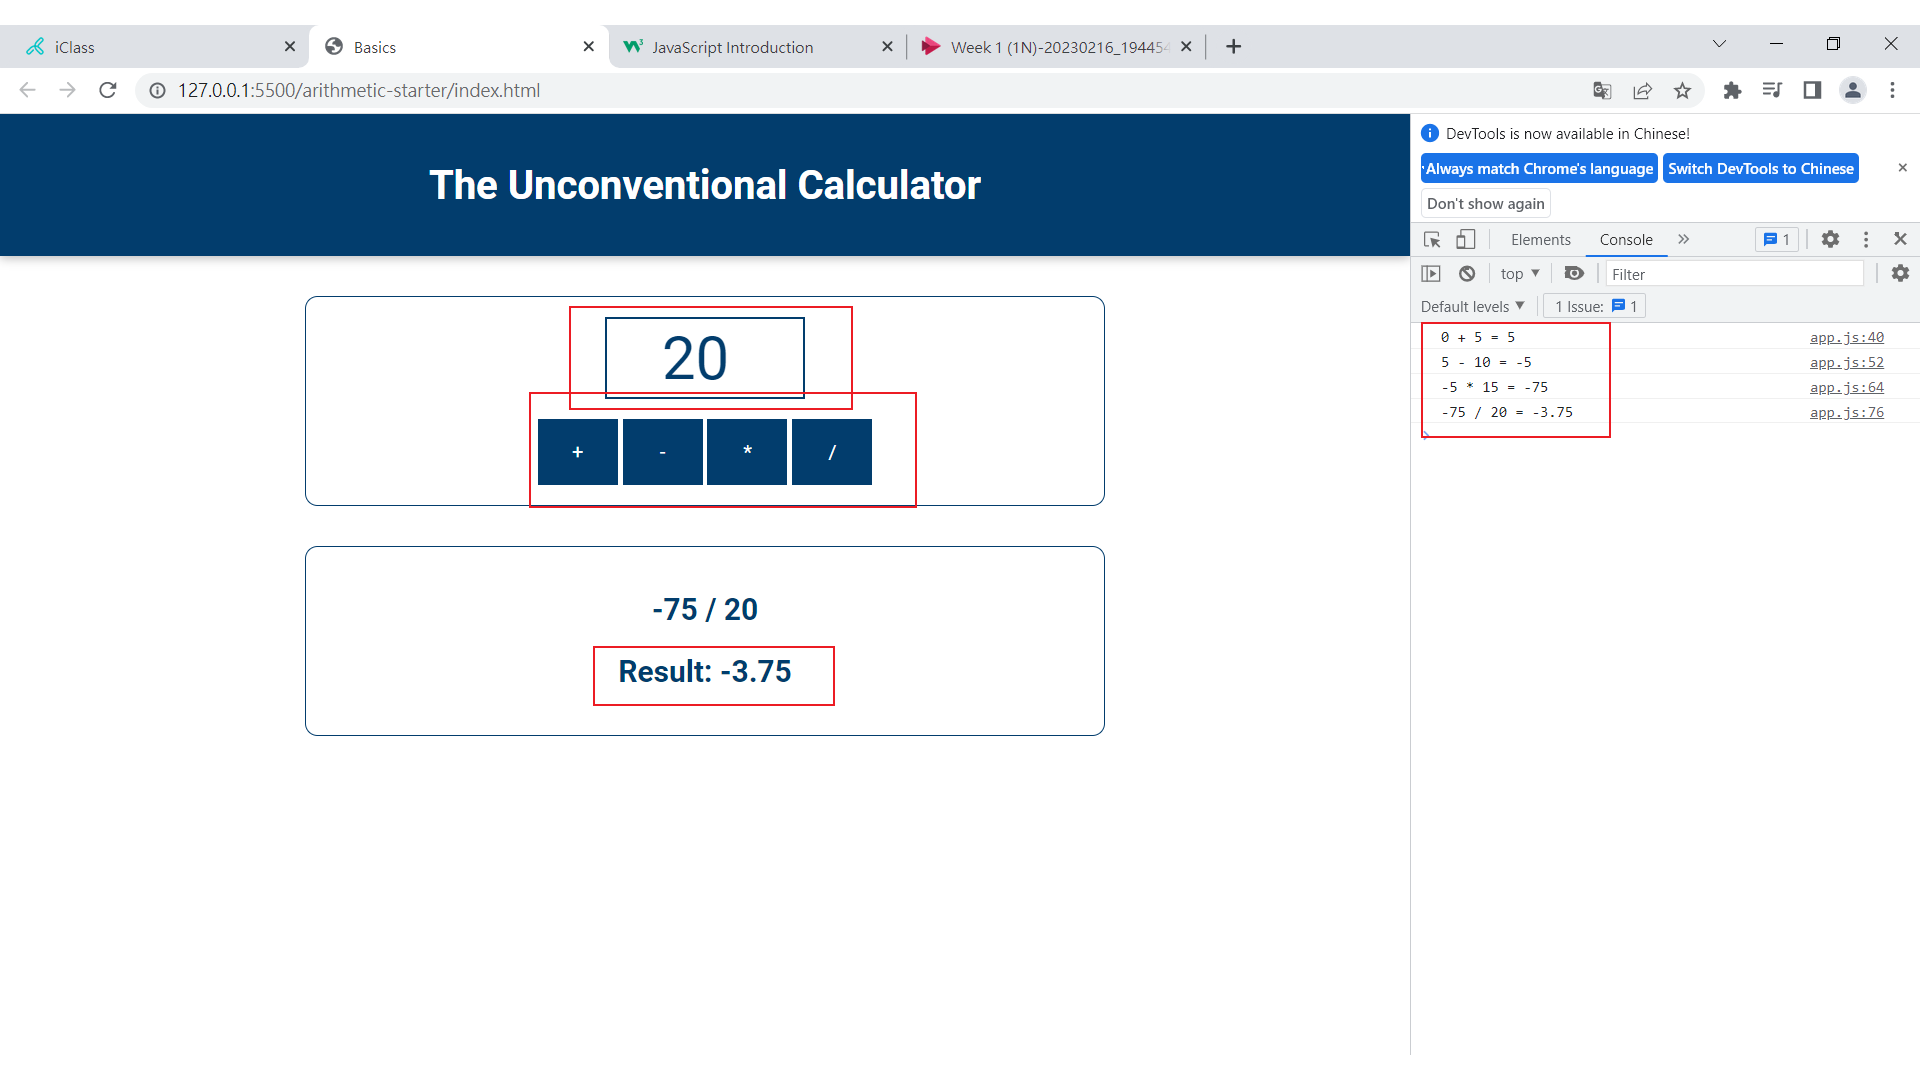 iClass
Basics
JavaScript Introduction
Week 1 (1N)-20230216_19445
127.0.0.1:5500/arithmetic-starter/index.html
The Unconventional Calculator
20
+ - * /
-75 / 20
Result: -3.75
DevTools is now available in Chinese!
Always match Chrome's language
Switch DevTools to Chinese
Don't show again
Elements Console 1
top Filter
Default levels 1 Issue: 1
0 + 5 = 5 app.js:40
5 - 10 = -5 app.js:52
-5 * 15 = -75 app.js:64
-75 / 20 = -3.75 app.js:76